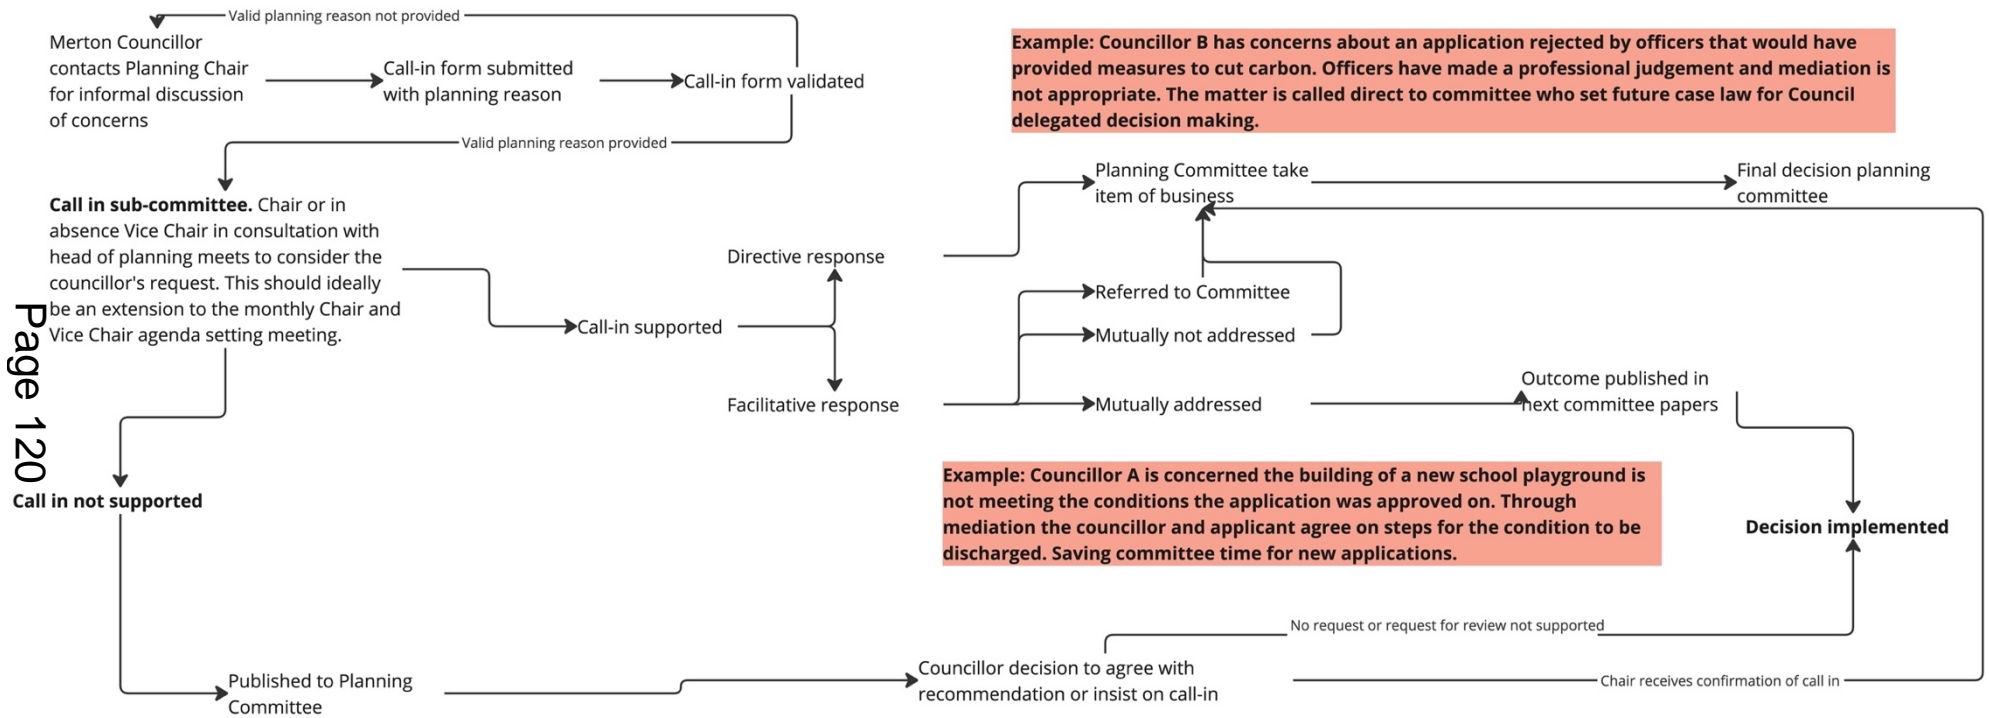 Valid planning reason not provided
Merton Councillor
contacts Planning Chair
for informal discussion
of concerns
Call-in form submitted
with planning reason
Call-in form validated
Example: Councillor B has concerns about an application rejected by officers that would have
provided measures to cut carbon. Officers have made a professional judgement and mediation is
not appropriate. The matter is called direct to committee who set future case law for Council
delegated decision making.
Valid planning reason provided
Call in sub-committee. Chair or in
absence Vice Chair in consultation with
head of planning meets to consider the
councillor's request. This should ideally
be an extension to the monthly Chair and
Vice Chair agenda setting meeting.
Planning Committee take
item of business
Final decision planning
committee
Directive response
Referred to Committee
Call-in supported
Mutually not addressed
Facilitative response
Mutually addressed
Outcome published in
next committee papers
Page 120
Call in not supported
Example: Councillor A is concerned the building of a new school playground is
not meeting the conditions the application was approved on. Through
mediation the councillor and applicant agree on steps for the condition to be
discharged. Saving committee time for new applications.
Decision implemented
No request or request for review not supported
Published to Planning
Committee
Councillor decision to agree with
recommendation or insist on call-in
Chair receives confirmation of call in